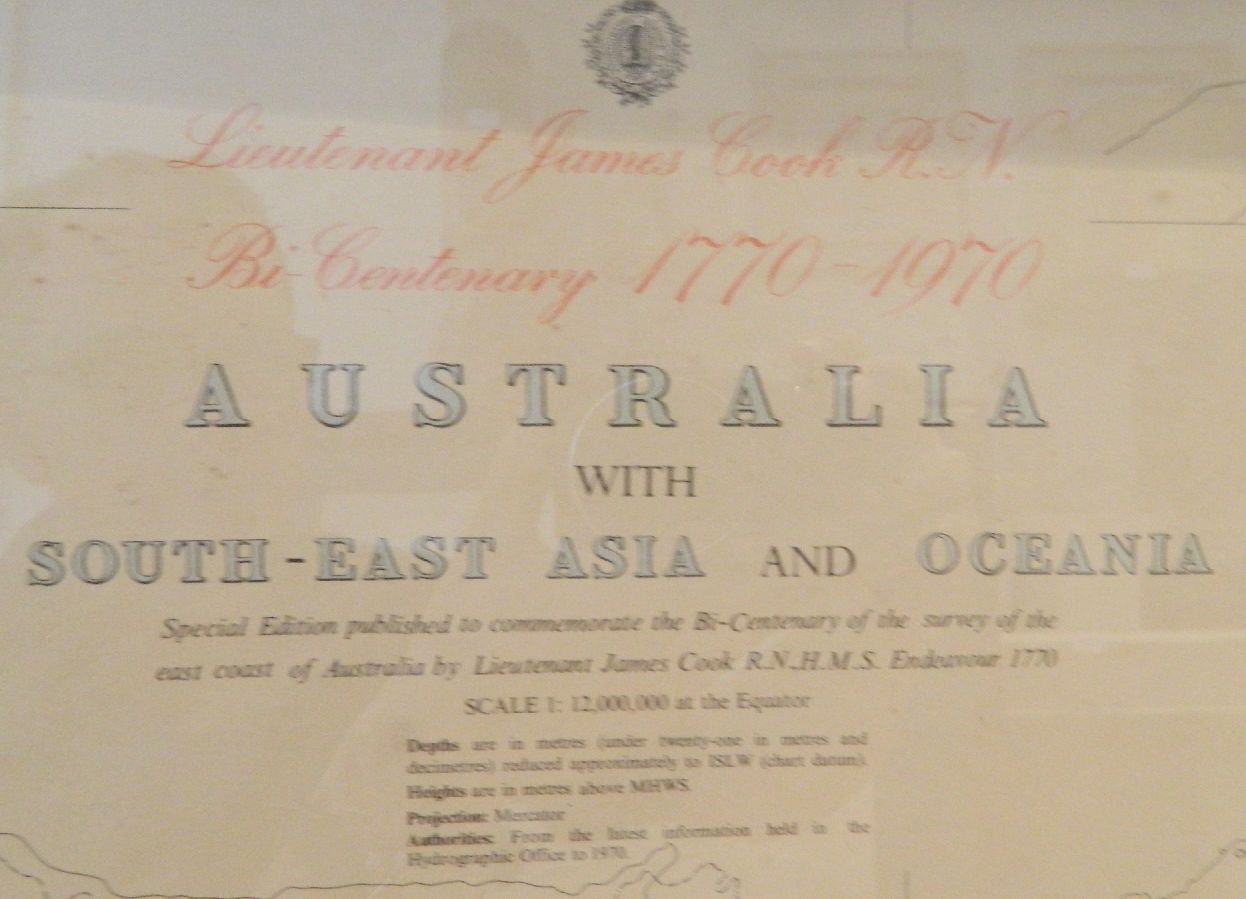 Lieutenant James Cook R.N.
Bi-Centenary 1770-1970
AUSTRALIA
WITH
SOUTH-EAST ASIA AND OCEANIA
Special Edition published to commemorate the Bi-Centenary of the survey of the
east coast of Australia by Lieutenant James Cook R.N.H.M.S. Endeavour 1770
SCALE 1: 12,000,000 at the Equator
Depths are in metres (under twenty-one in metres and
decimetres) reduced approximately to ISLW (chart datum).
Heights are in metres above MHWS.
Projection: Mercator
Authorities: From the latest information held in the
Hydrographic Office to 1970.